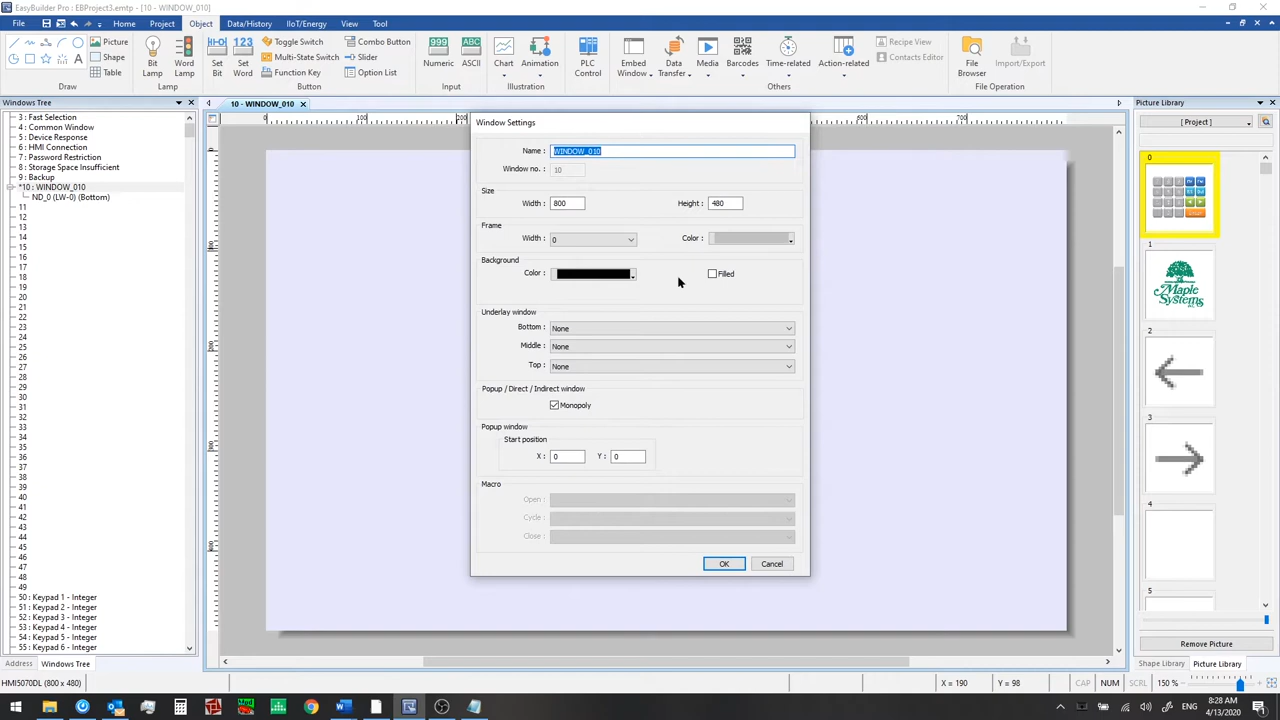 EasyBuilder Pro : EBProject3.emtp - [10 - WINDOW_010]
File Home Project Object Data/History IIoT/Energy View Tool
Picture
Shape
Table
Draw
Bit Lamp
Word Lamp
Lamp
Set Bit
Set Word
Toggle Switch
Multi-State Switch
Function Key
Combo Button
Slider
Option List
Button
Numeric
ASCII
Input
Chart
Animation
Illustration
PLC Control
Embed Window
Data Transfer
Media
Barcodes
Time-related
Action-related
Recipe View
Contacts Editor
Others
File Browser
Import/Export
File Operation
Windows Tree
3 : Fast Selection
4 : Common Window
5 : Device Response
6 : HMI Connection
7 : Password Restriction
8 : Storage Space Insufficient
9 : Backup
*10 : WINDOW_010
ND_0 (LW-0) (Bottom)
11
12
13
14
15
16
17
18
19
20
21
22
23
24
25
26
27
28
29
30
31
32
33
34
35
36
37
38
39
40
41
42
43
44
45
46
47
48
49
50 : Keypad 1 - Integer
51 : Keypad 2 - Integer
52 : Keypad 3 - Integer
53 : Keypad 4 - Integer
54 : Keypad 5 - Integer
55 : Keypad 6 - Integer
Address Windows Tree
10 - WINDOW_010
0 100 200 600 700
Window Settings
Name : WINDOW_010
Window no. : 10
Size
Width : 800 Height : 480
Frame
Width : 0 Color :
Background
Color : Filled
Underlay window
Bottom : None
Middle : None
Top : None
Popup / Direct / Indirect window
Monopoly
Popup window
Start position
X : 0 Y : 0
Macro
Open :
Cycle :
Close :
OK Cancel
Picture Library
[ Project ]
0
1
Maple Systems
2
3
4
5
Remove Picture
Shape Library Picture Library
HMI5070DL (800 x 480) X = 190 Y = 98 CAP NUM SCRL 150 %
8:28 AM
4/13/2020